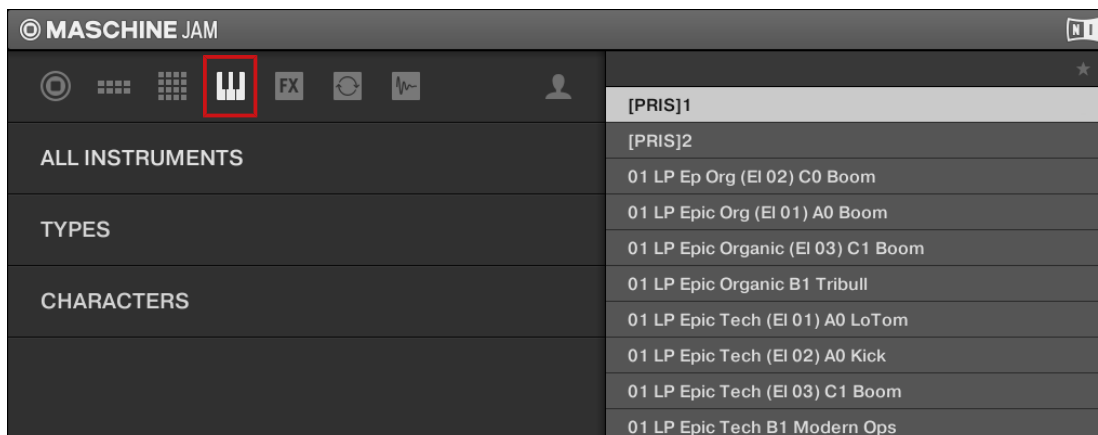 MASCHINE JAM
NI
FX
ALL INSTRUMENTS
TYPES
CHARACTERS
[PRIS]1
[PRIS]2
01 LP Ep Org (El 02) C0 Boom
01 LP Epic Org (El 01) A0 Boom
01 LP Epic Organic (El 03) C1 Boom
01 LP Epic Organic B1 Tribull
01 LP Epic Tech (El 01) A0 LoTom
01 LP Epic Tech (El 02) A0 Kick
01 LP Epic Tech (El 03) C1 Boom
01 LP Epic Tech B1 Modern Ops